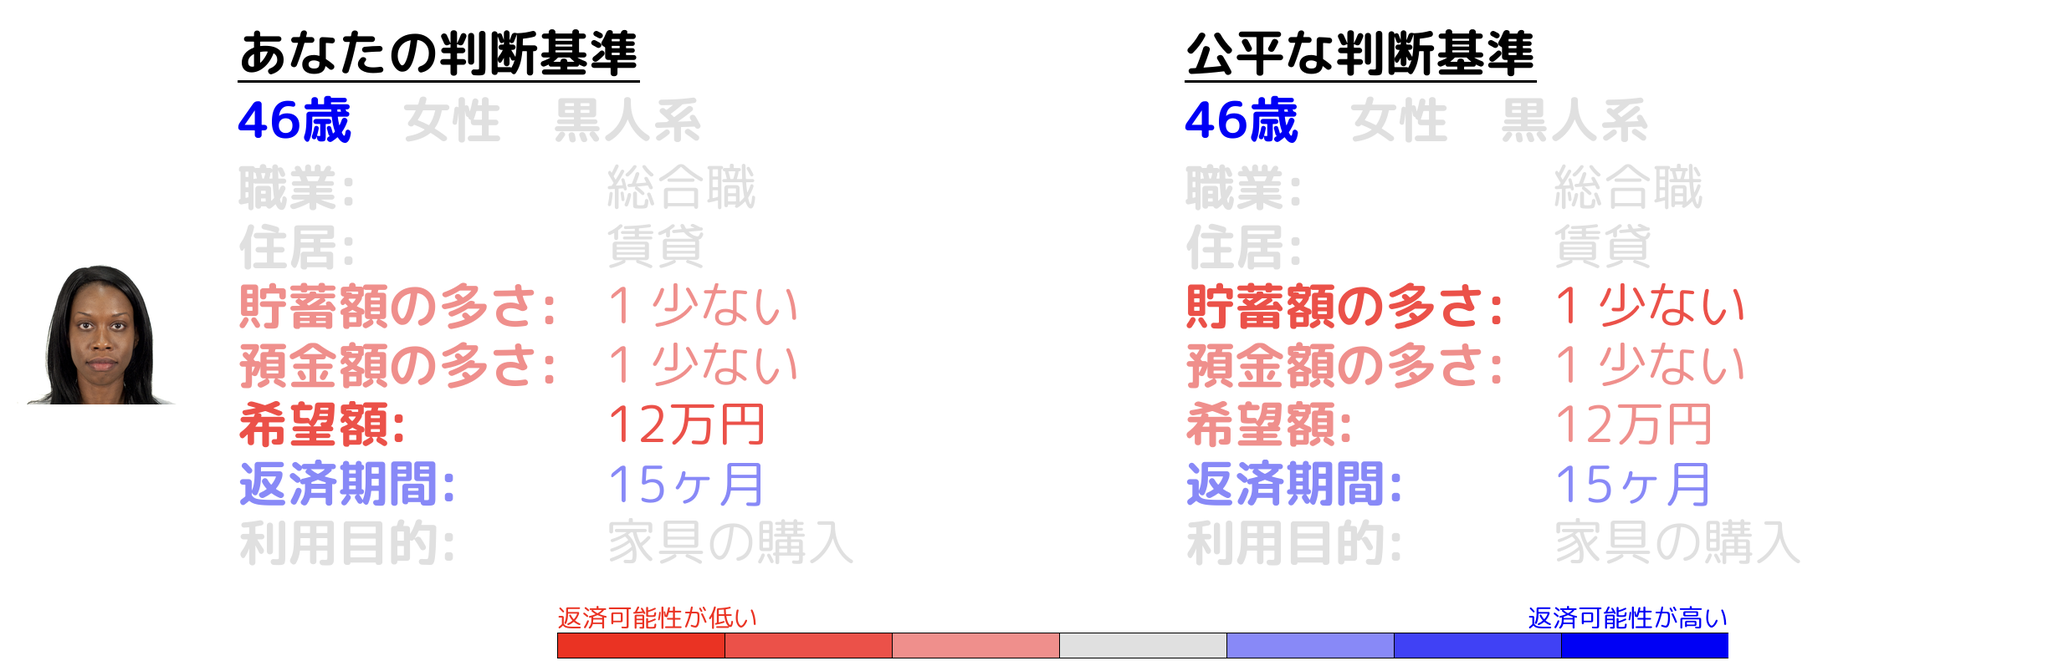 あなたの判断基準
46歳 女性 黒人系
職業: 総合職
住居: 賃貸
貯蓄額の多さ: 1 少ない
預金額の多さ: 1 少ない
希望額: 12万円
返済期間: 15ヶ月
利用目的: 家具の購入
公平な判断基準
46歳 女性 黒人系
職業: 総合職
住居: 賃貸
貯蓄額の多さ: 1 少ない
預金額の多さ: 1 少ない
希望額: 12万円
返済期間: 15ヶ月
利用目的: 家具の購入
返済可能性が低い
返済可能性が高い